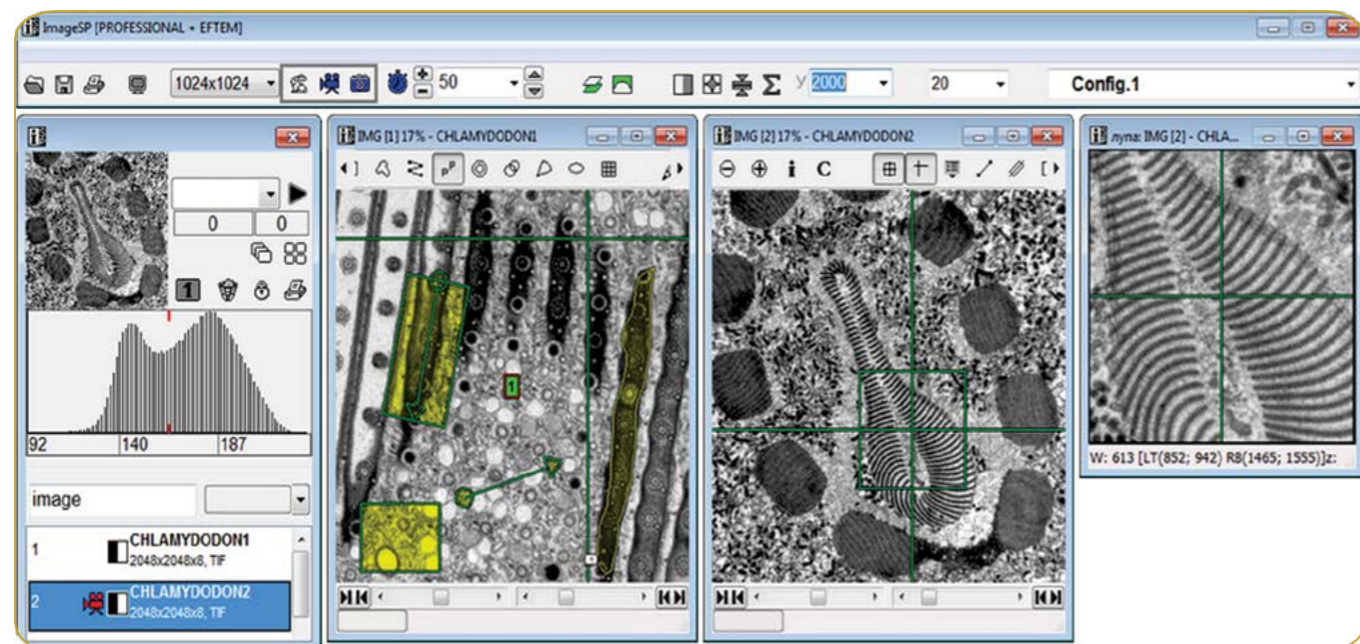 ImageSP [PROFESSIONAL + EFTEM]
1024x1024
50
Σ
У 2000
20
Config.1
0 0
1
92 140 187
image
1 CHLAMYDODON1
2048x2048x8, TIF
2 CHLAMYDODON2
2048x2048x8, TIF
IMG [1] 17% - CHLAMYDODON1
1
IMG [2] 17% - CHLAMYDODON2
i C
лупа: IMG [2] - CHLA...
W: 613 [LT(852; 942) RB(1465; 1555)]z: